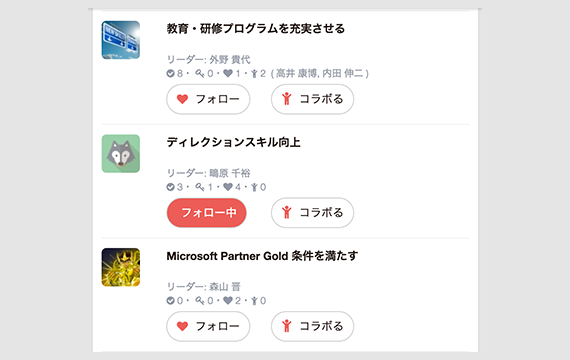 教育・研修プログラムを充実させる
リーダー: 外野 貴代
8・ 0・ 1・ 2 ( 高井 康博, 内田 伸二 )
フォロー コラボる
ディレクションスキル向上
リーダー: 鴫原 千裕
3・ 1・ 4・ 0
フォロー中 コラボる
Microsoft Partner Gold 条件を満たす
リーダー: 森山 晋
0・ 0・ 2・ 0
フォロー コラボる